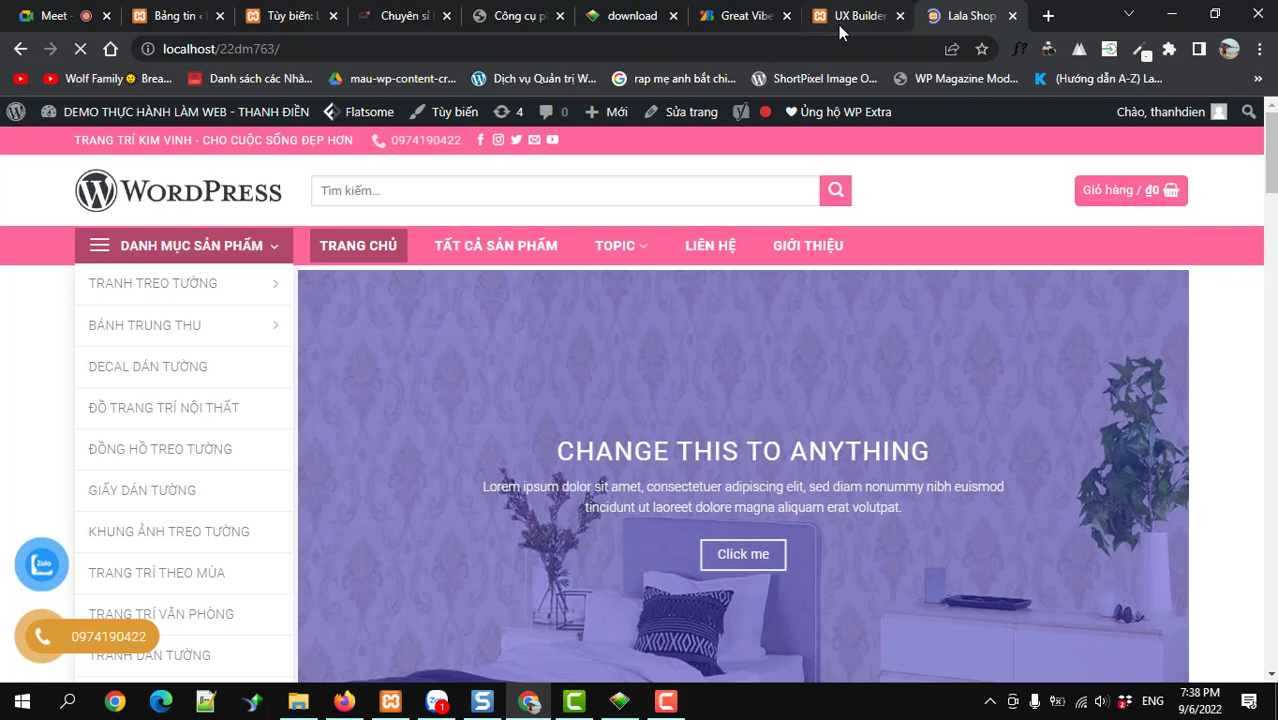 Meet -
Bảng tin ‹
Tùy biến: L
Chuyên sỉ
Công cụ p
download
Great Vibe
UX Builder
Lala Shop
localhost/22dm763/
Wolf Family Brea...
Danh sách các Nhà...
mau-wp-content-cr...
Dịch vụ Quản trị W...
rap mẹ anh bắt chi...
ShortPixel Image O...
WP Magazine Mod...
(Hướng dẫn A-Z) La...
DEMO THỰC HÀNH LÀM WEB - THANH ĐIỀN
Flatsome
Tùy biến
4
0
Mới
Sửa trang
Ủng hộ WP Extra
Chào, thanhdien
TRANG TRÍ KIM VINH - CHO CUỘC SỐNG ĐẸP HƠN
0974190422
WORDPRESS
Tìm kiếm...
Giỏ hàng / ₫0
DANH MỤC SẢN PHẨM
TRANG CHỦ
TẤT CẢ SẢN PHẨM
TOPIC
LIÊN HỆ
GIỚI THIỆU
TRANH TREO TƯỜNG
BÁNH TRUNG THU
DECAL DÁN TƯỜNG
ĐỒ TRANG TRÍ NỘI THẤT
ĐỒNG HỒ TREO TƯỜNG
GIẤY DÁN TƯỜNG
KHUNG ẢNH TREO TƯỜNG
TRANG TRÍ THEO MÙA
TRANG TRÍ VĂN PHÒNG
TRANH DÁN TƯỜNG
CHANGE THIS TO ANYTHING
Lorem ipsum dolor sit amet, consectetuer adipiscing elit, sed diam nonummy nibh euismod
tincidunt ut laoreet dolore magna aliquam erat volutpat.
Click me
Zalo
0974190422
ENG
7:38 PM
9/6/2022